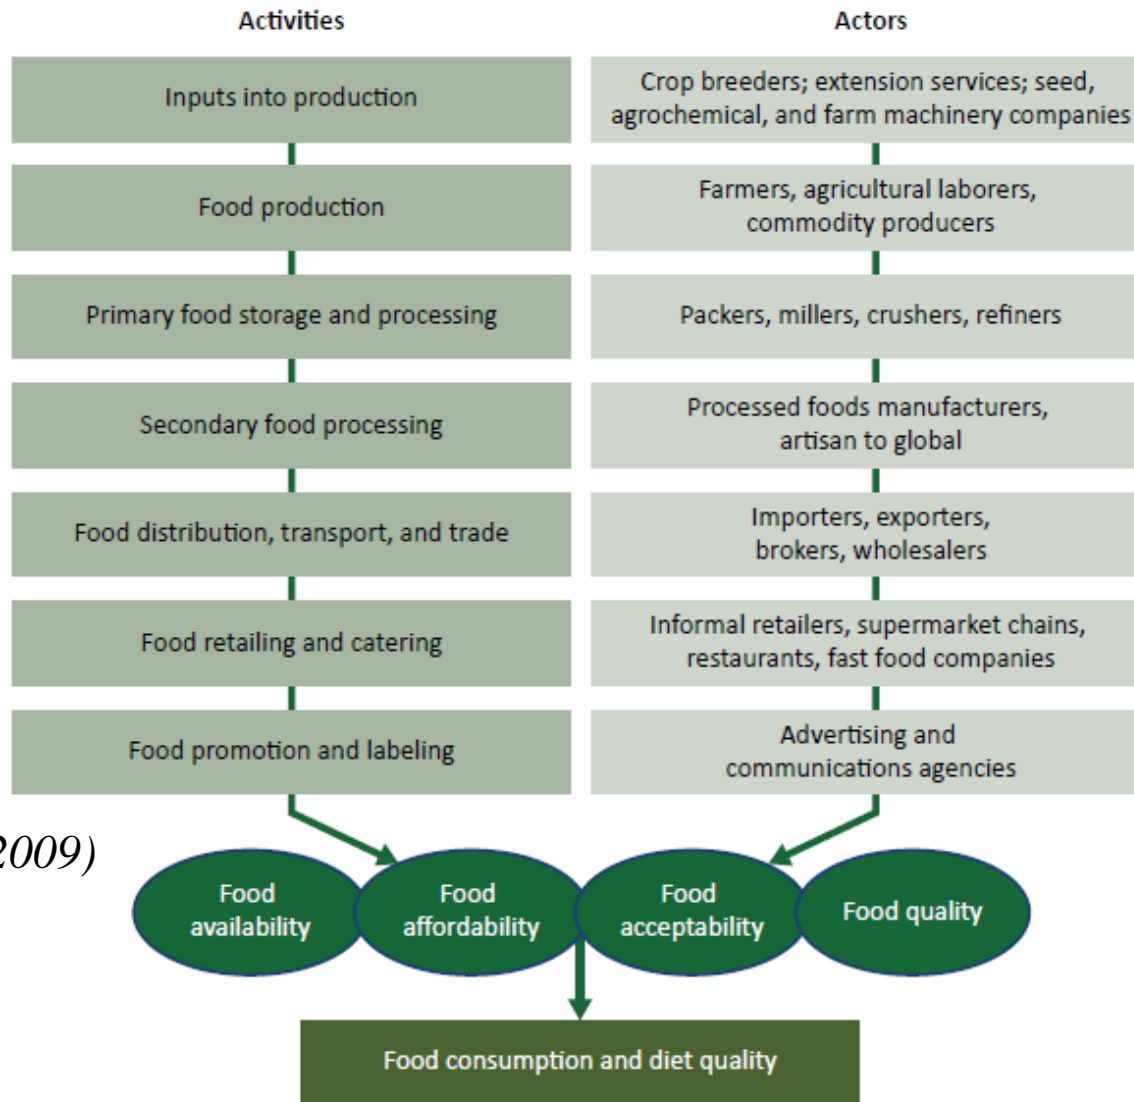 Activities
Actors
Inputs into production
Crop breeders; extension services; seed,
agrochemical, and farm machinery companies
Food production
Farmers, agricultural laborers,
commodity producers
Primary food storage and processing
Packers, millers, crushers, refiners
Secondary food processing
Processed foods manufacturers,
artisan to global
Food distribution, transport, and trade
Importers, exporters,
brokers, wholesalers
Food retailing and catering
Informal retailers, supermarket chains,
restaurants, fast food companies
Food promotion and labeling
Advertising and
communications agencies
2009)
Food
availability
Food
affordability
Food
acceptability
Food quality
Food consumption and diet quality